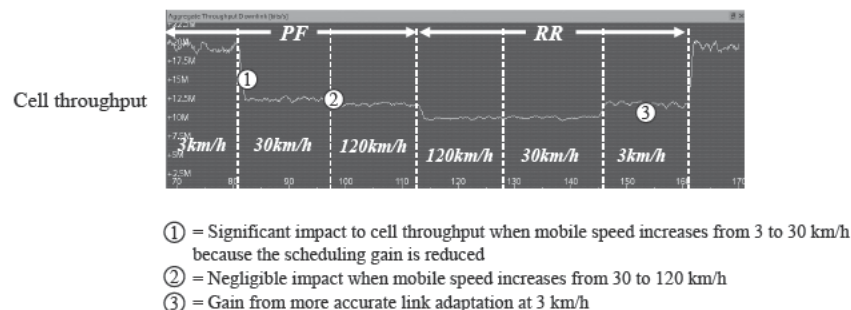 Aggregate Throughput Downlink [bits/s]
PF
RR
+20M
+17.5M
+15M
+12.5M
+10M
+7.5M
+5M
+2.5M
Cell throughput
1
2
3
3km/h
30km/h
120km/h
120km/h
30km/h
3km/h
70
80
90
100
110
120
130
140
150
160
170
① = Significant impact to cell throughput when mobile speed increases from 3 to 30 km/h
because the scheduling gain is reduced
② = Negligible impact when mobile speed increases from 30 to 120 km/h
③ = Gain from more accurate link adaptation at 3 km/h